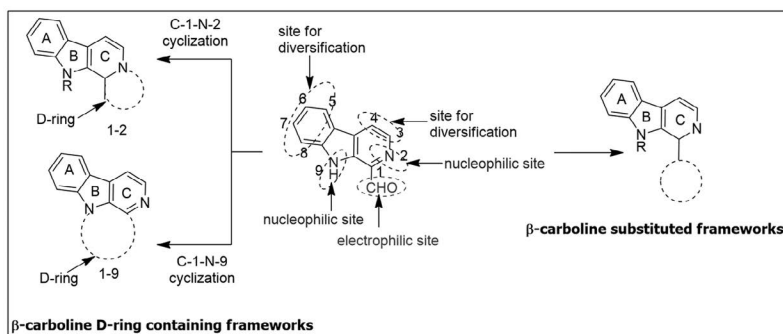 C-1-N-2
cyclization
A
B
C
N
N
R
D-ring
1-2
A
B
C
N
N
D-ring
1-9
C-1-N-9
cyclization
β-carboline D-ring containing frameworks
site for
diversification
6
5
7
8
4
3
N
2
9
N
H
1
CHO
site for
diversification
nucleophilic site
nucleophilic site
electrophilic site
A
B
C
N
N
R
β-carboline substituted frameworks